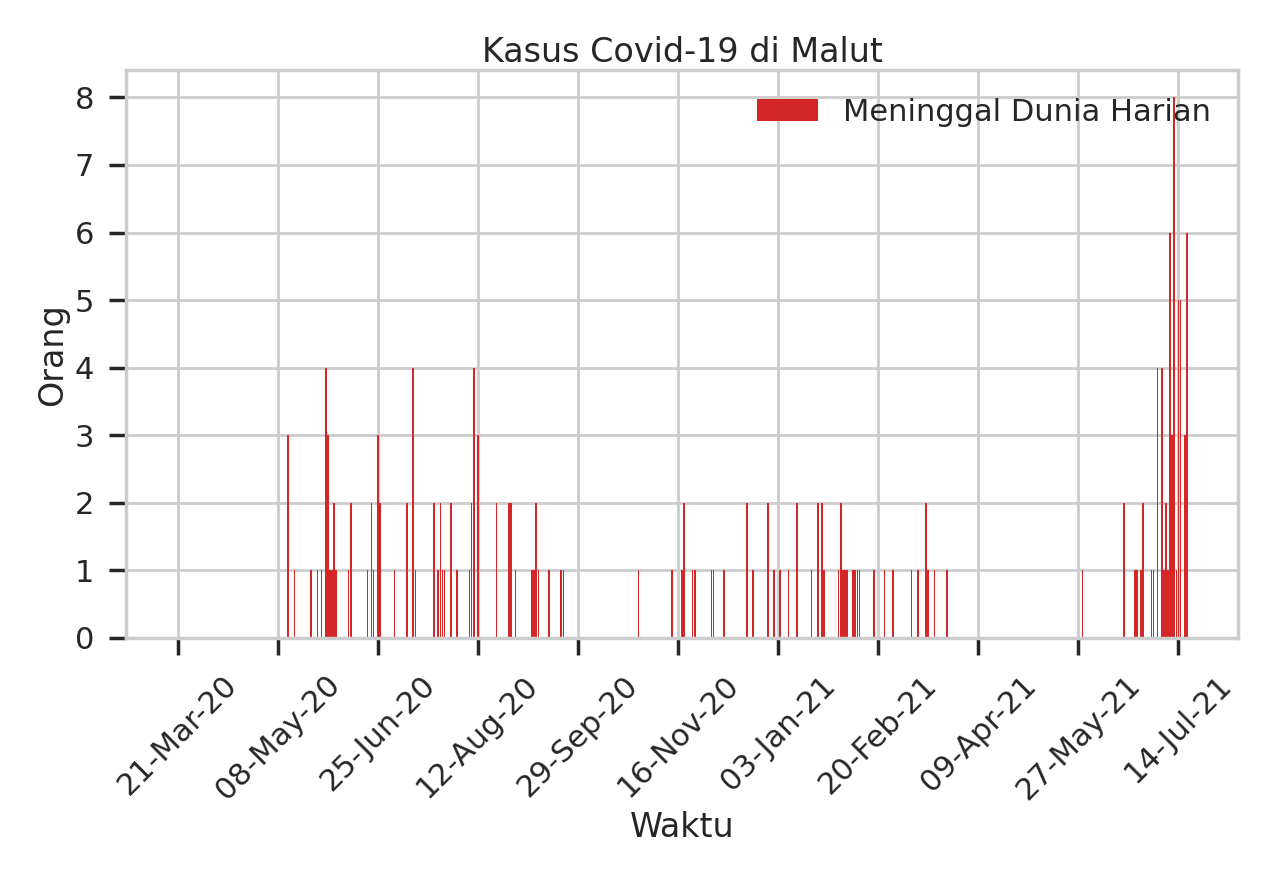 Kasus Covid-19 di Malut
Meninggal Dunia Harian
8
7
6
5
4
3
2
1
0
Orang
21-Mar-20
08-May-20
25-Jun-20
12-Aug-20
29-Sep-20
16-Nov-20
03-Jan-21
20-Feb-21
09-Apr-21
27-May-21
14-Jul-21
Waktu